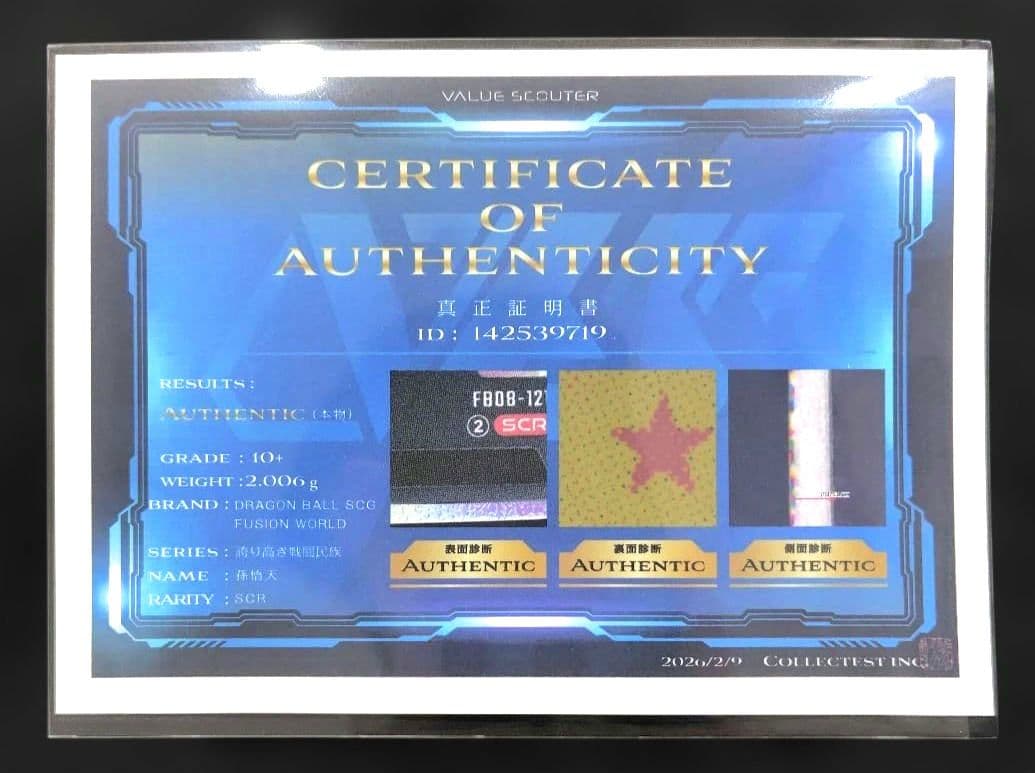 VALUE SCOUTER
CERTIFICATE
OF
AUTHENTICITY
真正証明書
ID : 142539719
RESULTS :
AUTHENTIC (本物)
GRADE : 10+
WEIGHT : 2.006 g
BRAND : DRAGON BALL SCG
FUSION WORLD
SERIES : 誇り高き戦闘民族
NAME : 孫悟天
RARITY : SCR
FB08-12
② SCR
表面診断
AUTHENTIC
裏面診断
AUTHENTIC
側面診断
AUTHENTIC
2026/2/9 COLLECTEST INC